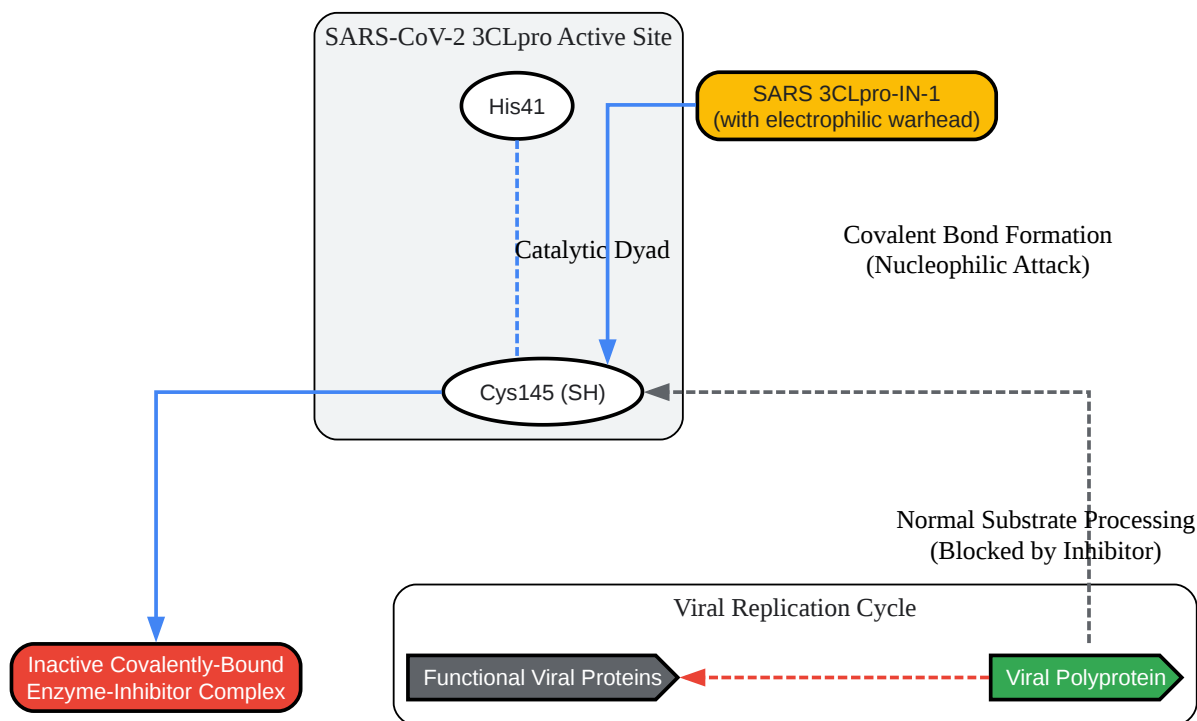 SARS-CoV-2 3CLpro Active Site
His41
SARS 3CLpro-IN-1
(with electrophilic warhead)
Catalytic Dyad
Covalent Bond Formation
(Nucleophilic Attack)
Cys145 (SH)
Normal Substrate Processing
(Blocked by Inhibitor)
Viral Replication Cycle
Inactive Covalently-Bound
Enzyme-Inhibitor Complex
Functional Viral Proteins
Viral Polyprotein